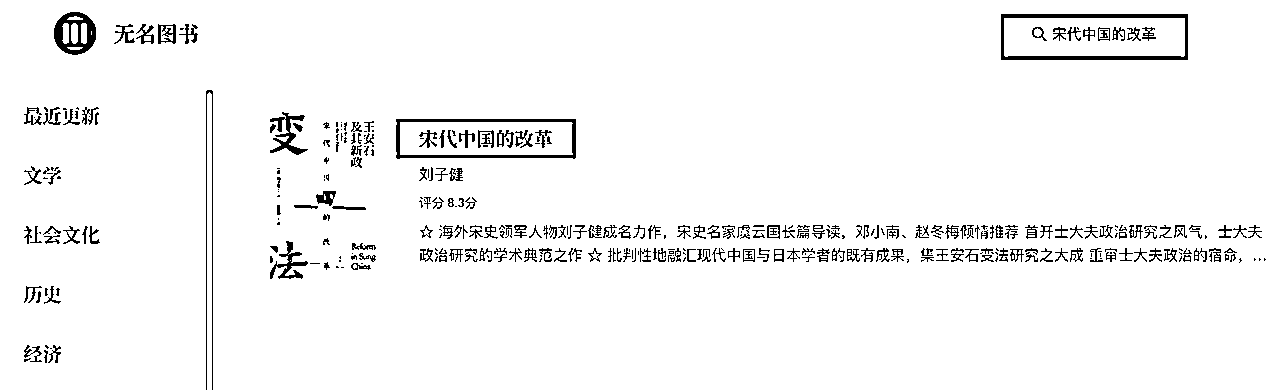 无名图书
宋代中国的改革
最近更新
文学
社会文化
历史
经济
变
法
王安石
及其新政
宋代中国的改革
Reform
in Sung
China
宋代中国的改革
刘子健
评分 8.3分
☆ 海外宋史领军人物刘子健成名力作，宋史名家虞云国长篇导读，邓小南、赵冬梅倾情推荐 首开士大夫政治研究之风气，士大夫
政治研究的学术典范之作 ☆ 批判性地融汇现代中国与日本学者的既有成果，集王安石变法研究之大成 重审士大夫政治的宿命，...